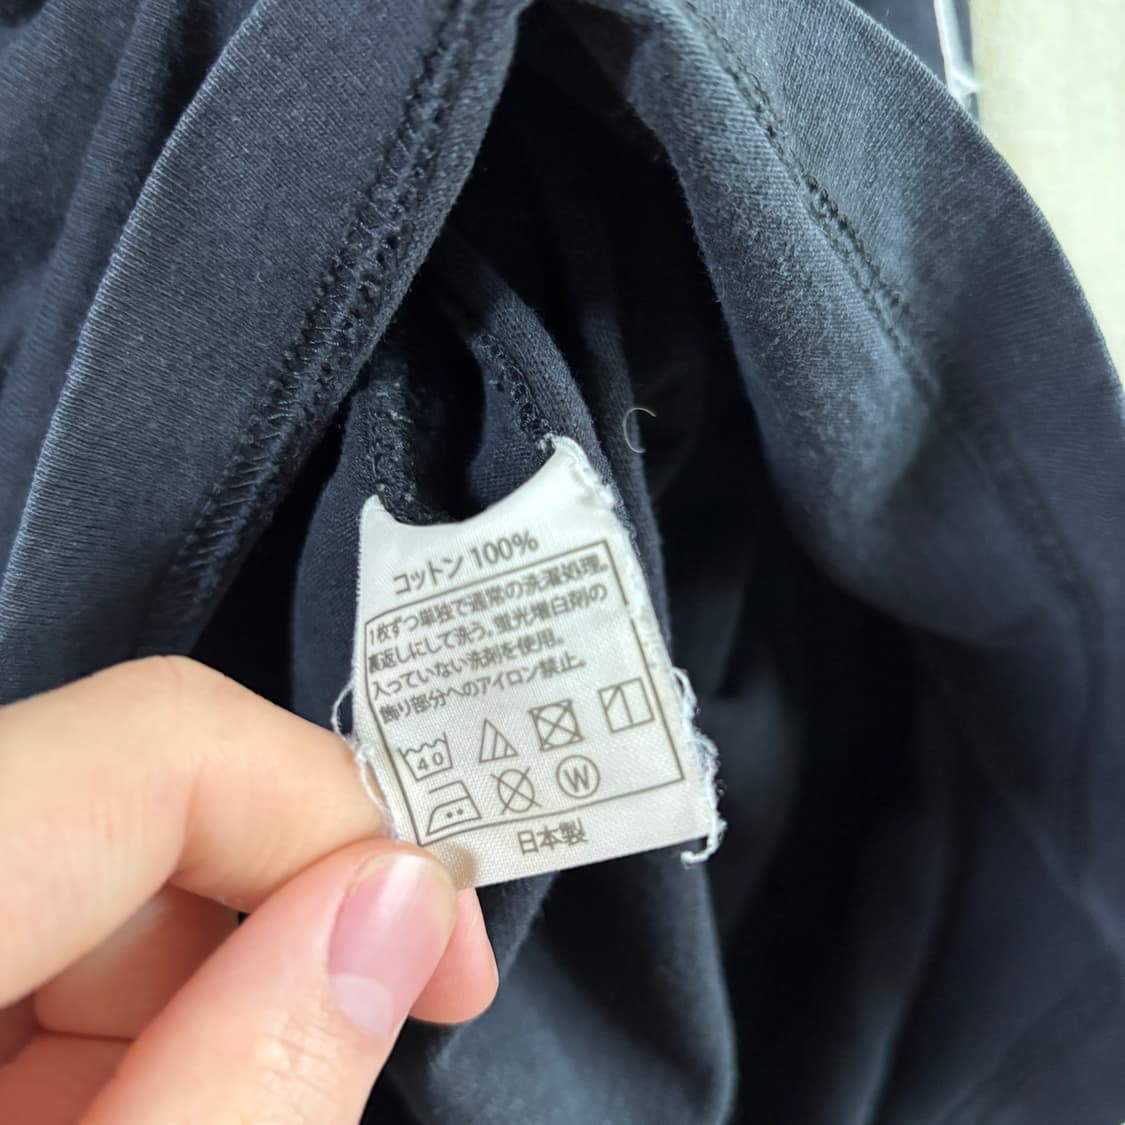 コットン 100%
1枚ずつ単独で通常の洗濯処理。
裏返しにして洗う。蛍光増白剤の
入っていない洗剤を使用。
飾り部分へのアイロン禁止。
40
W
日本製